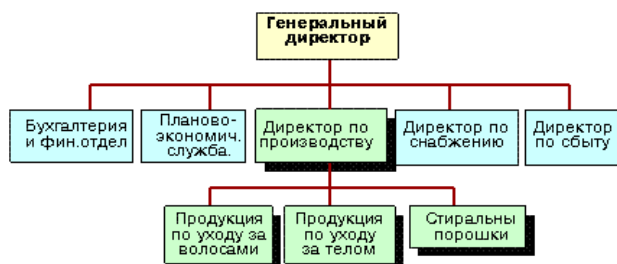 Генеральный
директор
Бухгалтерия
и фин.отдел
Планово-
экономич.
служба.
Директор по
производству
Директор по
снабжению
Директор
по сбыту
Продукция
по уходу за
волосами
Продукция
по уходу
за телом
Стиральны
порошки